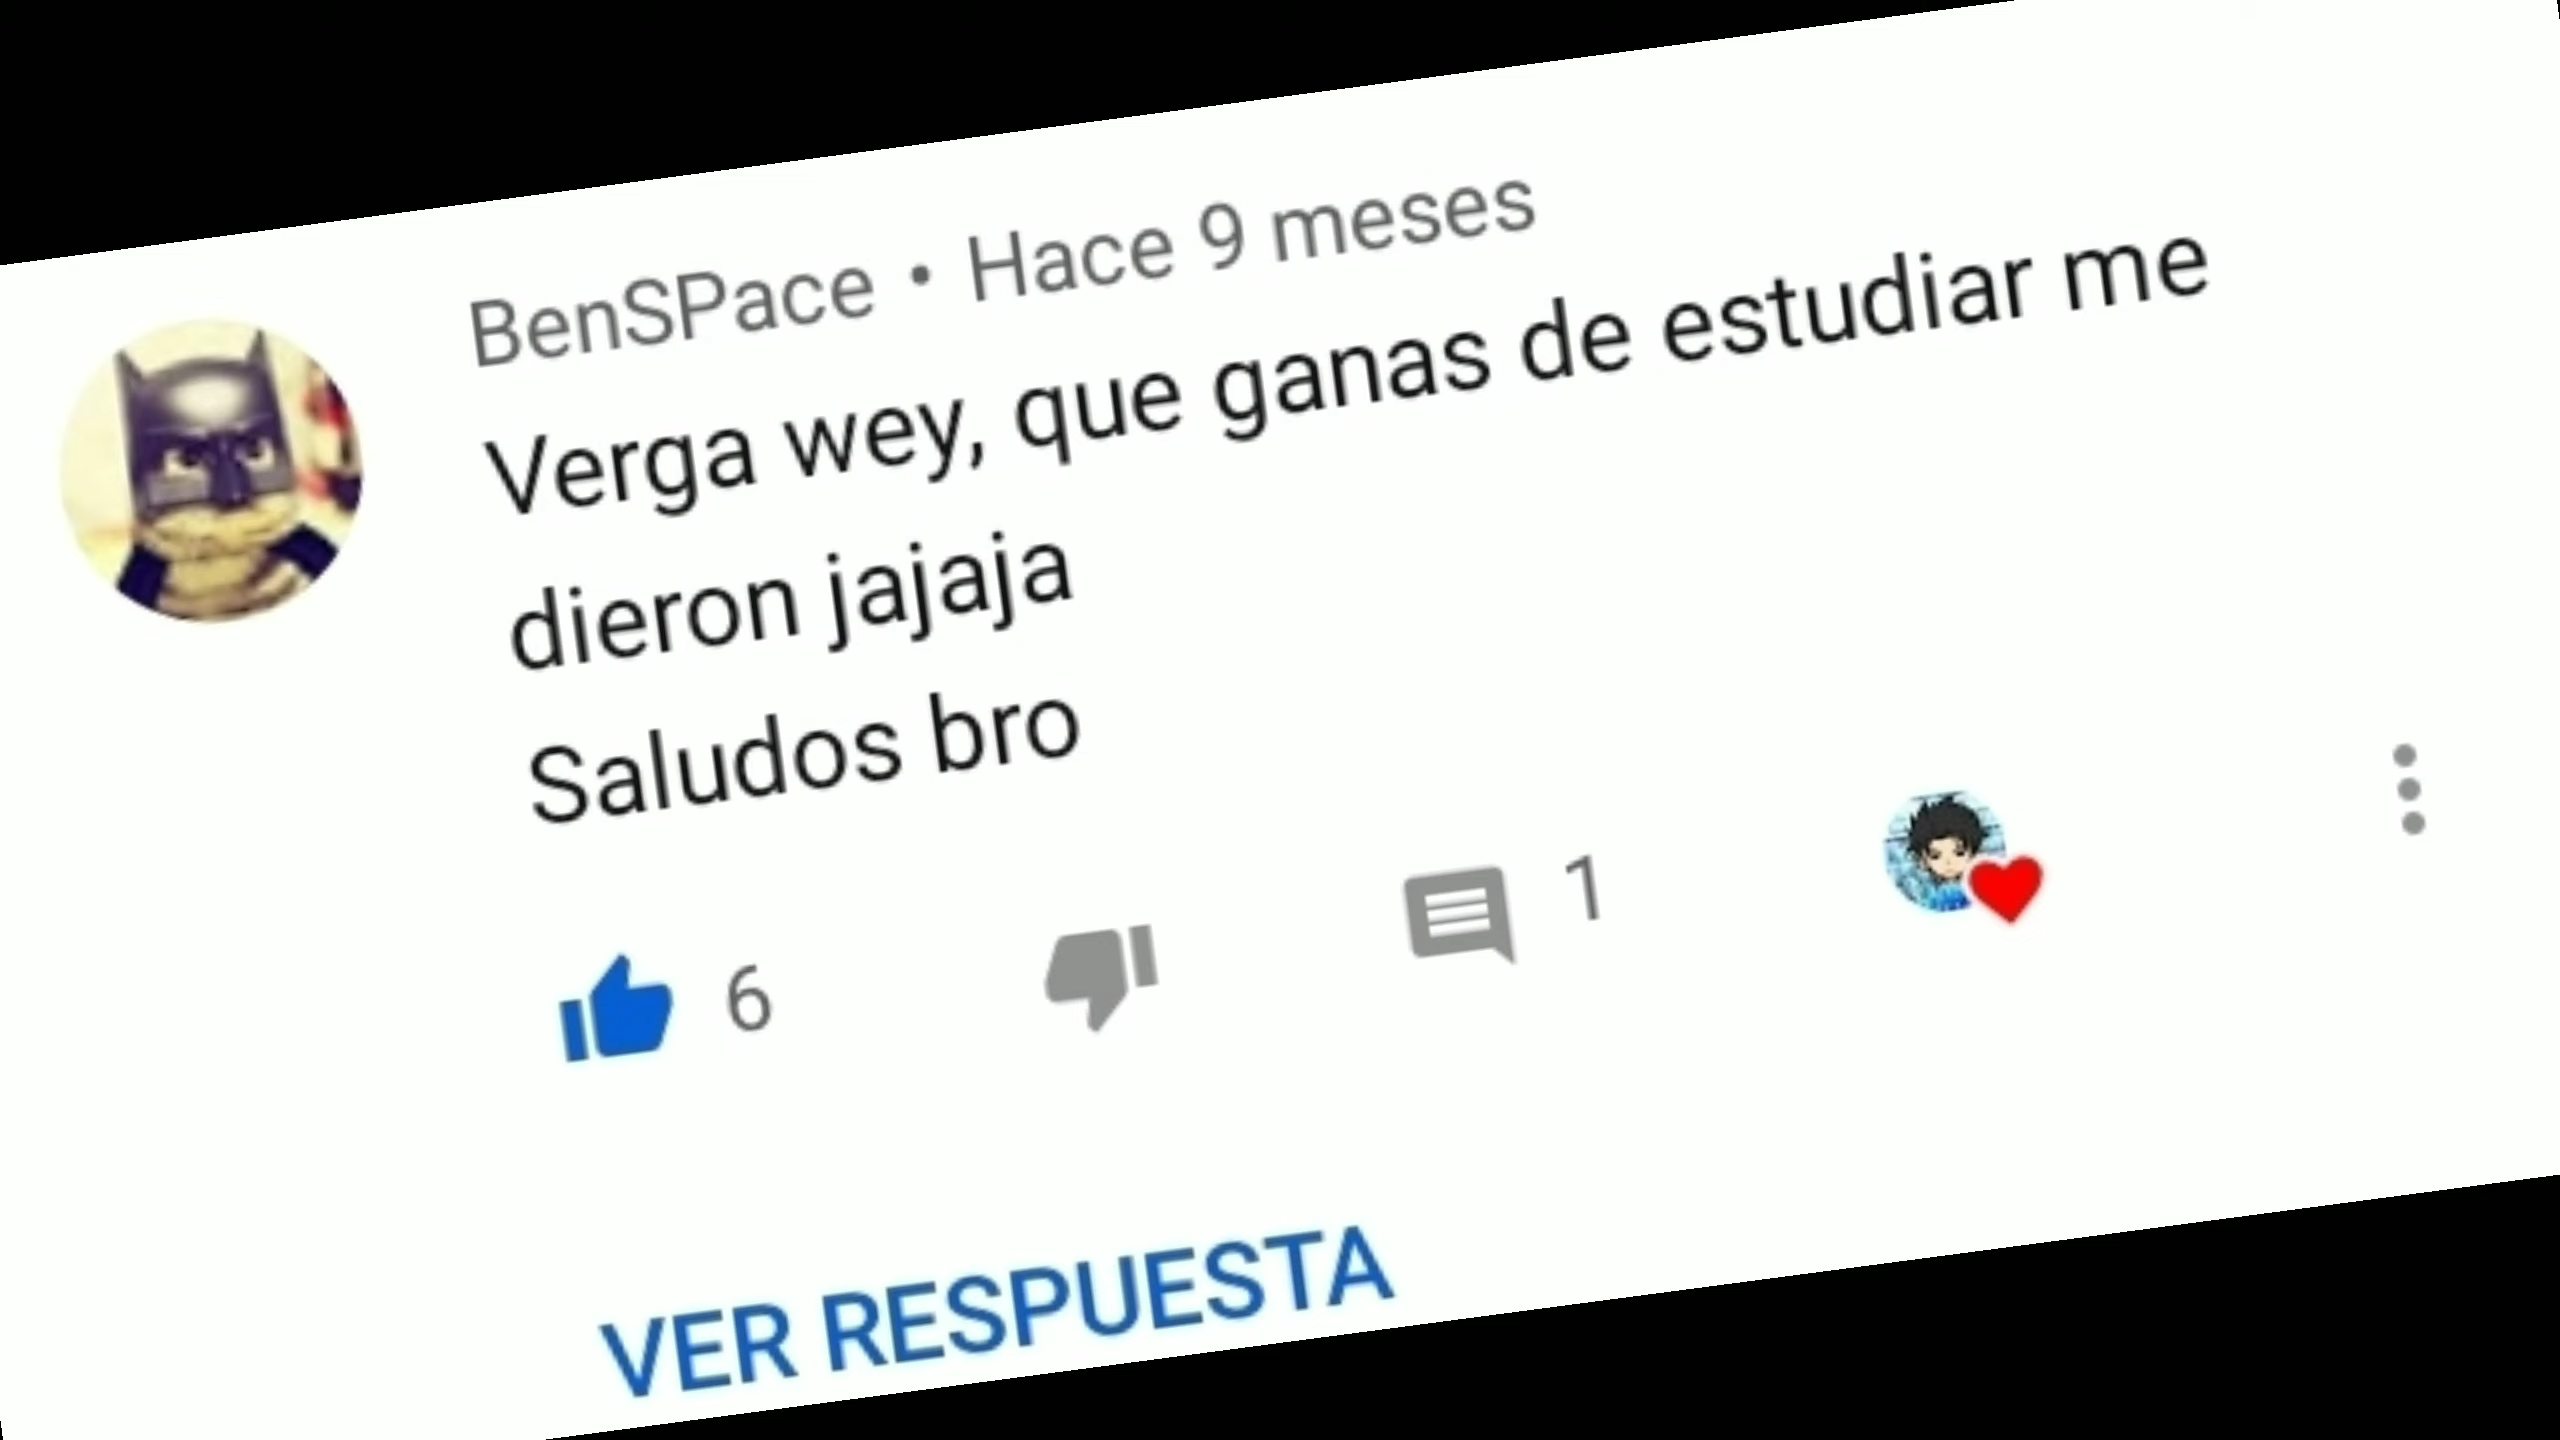 BenSPace • Hace 9 meses
Verga wey, que ganas de estudiar me
dieron jajaja
Saludos bro
6
1
VER RESPUESTA